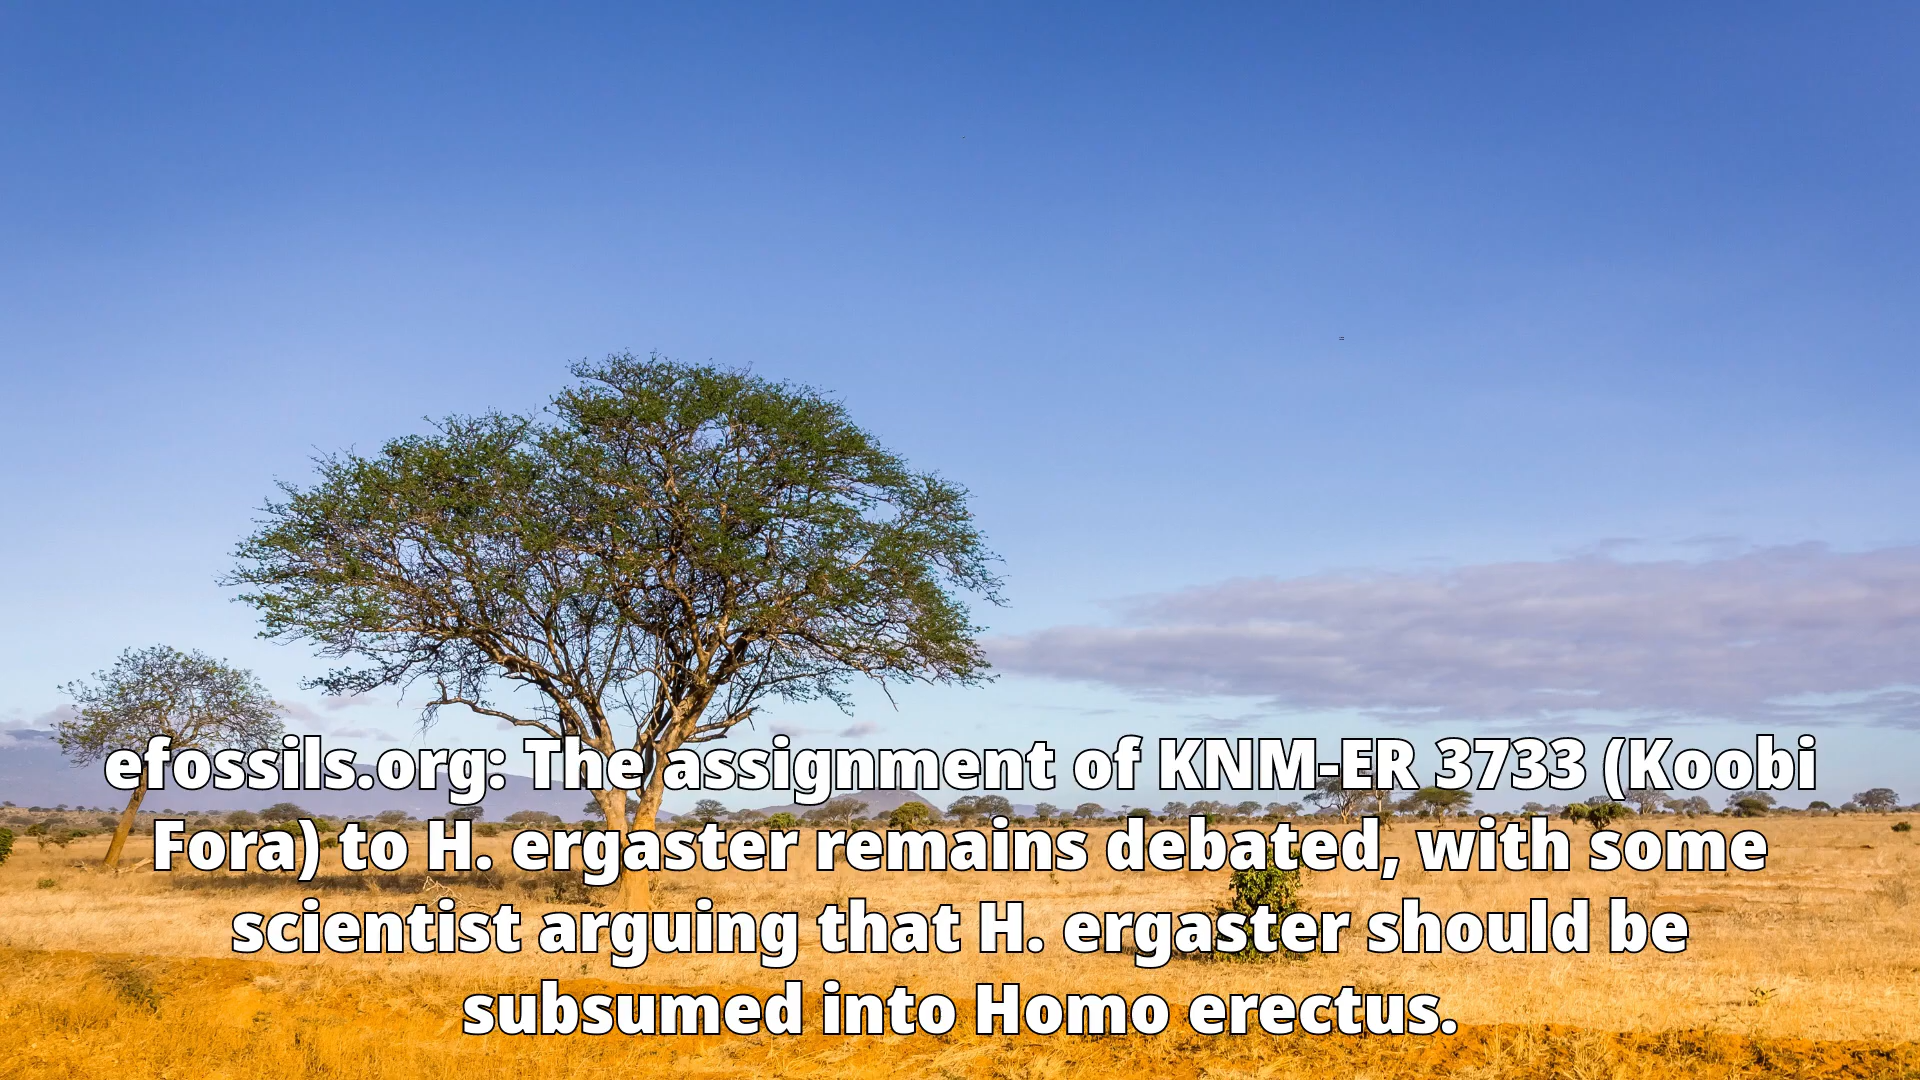 efossils.org: The assignment of KNM-ER 3733 (Koobi
Fora) to H. ergaster remains debated, with some
scientist arguing that H. ergaster should be
subsumed into Homo erectus.